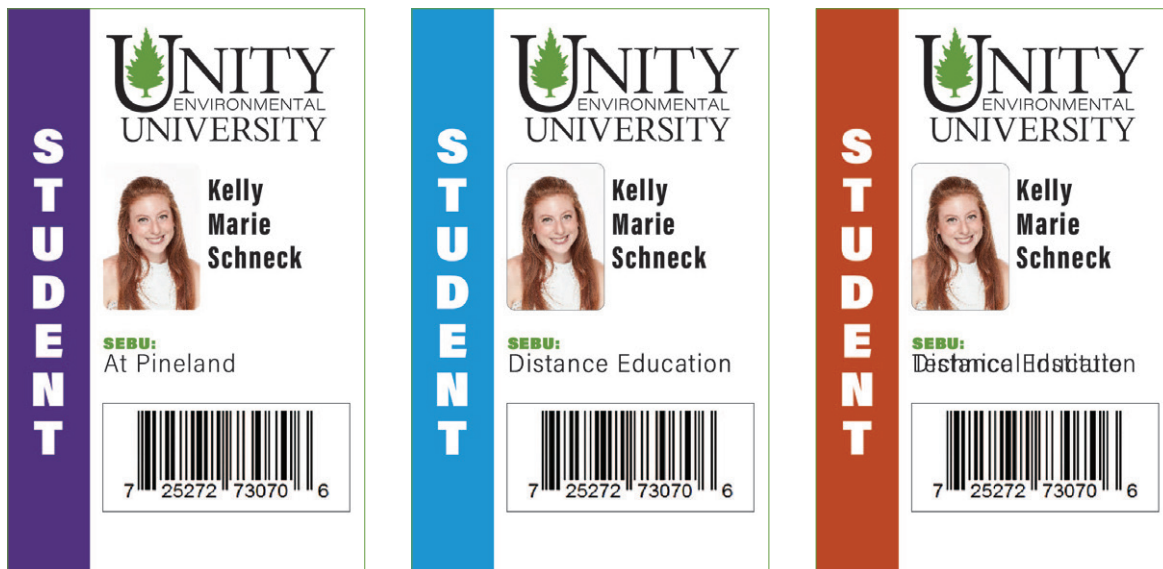 UNITY
ENVIRONMENTAL
UNIVERSITY
STUDENT
Kelly
Marie
Schneck
SEBU:
At Pineland
7 25272 73070 6
UNITY
ENVIRONMENTAL
UNIVERSITY
STUDENT
Kelly
Marie
Schneck
SEBU:
Distance Education
7 25272 73070 6
UNITY
ENVIRONMENTAL
UNIVERSITY
STUDENT
Kelly
Marie
Schneck
SEBU:
7 25272 73070 6